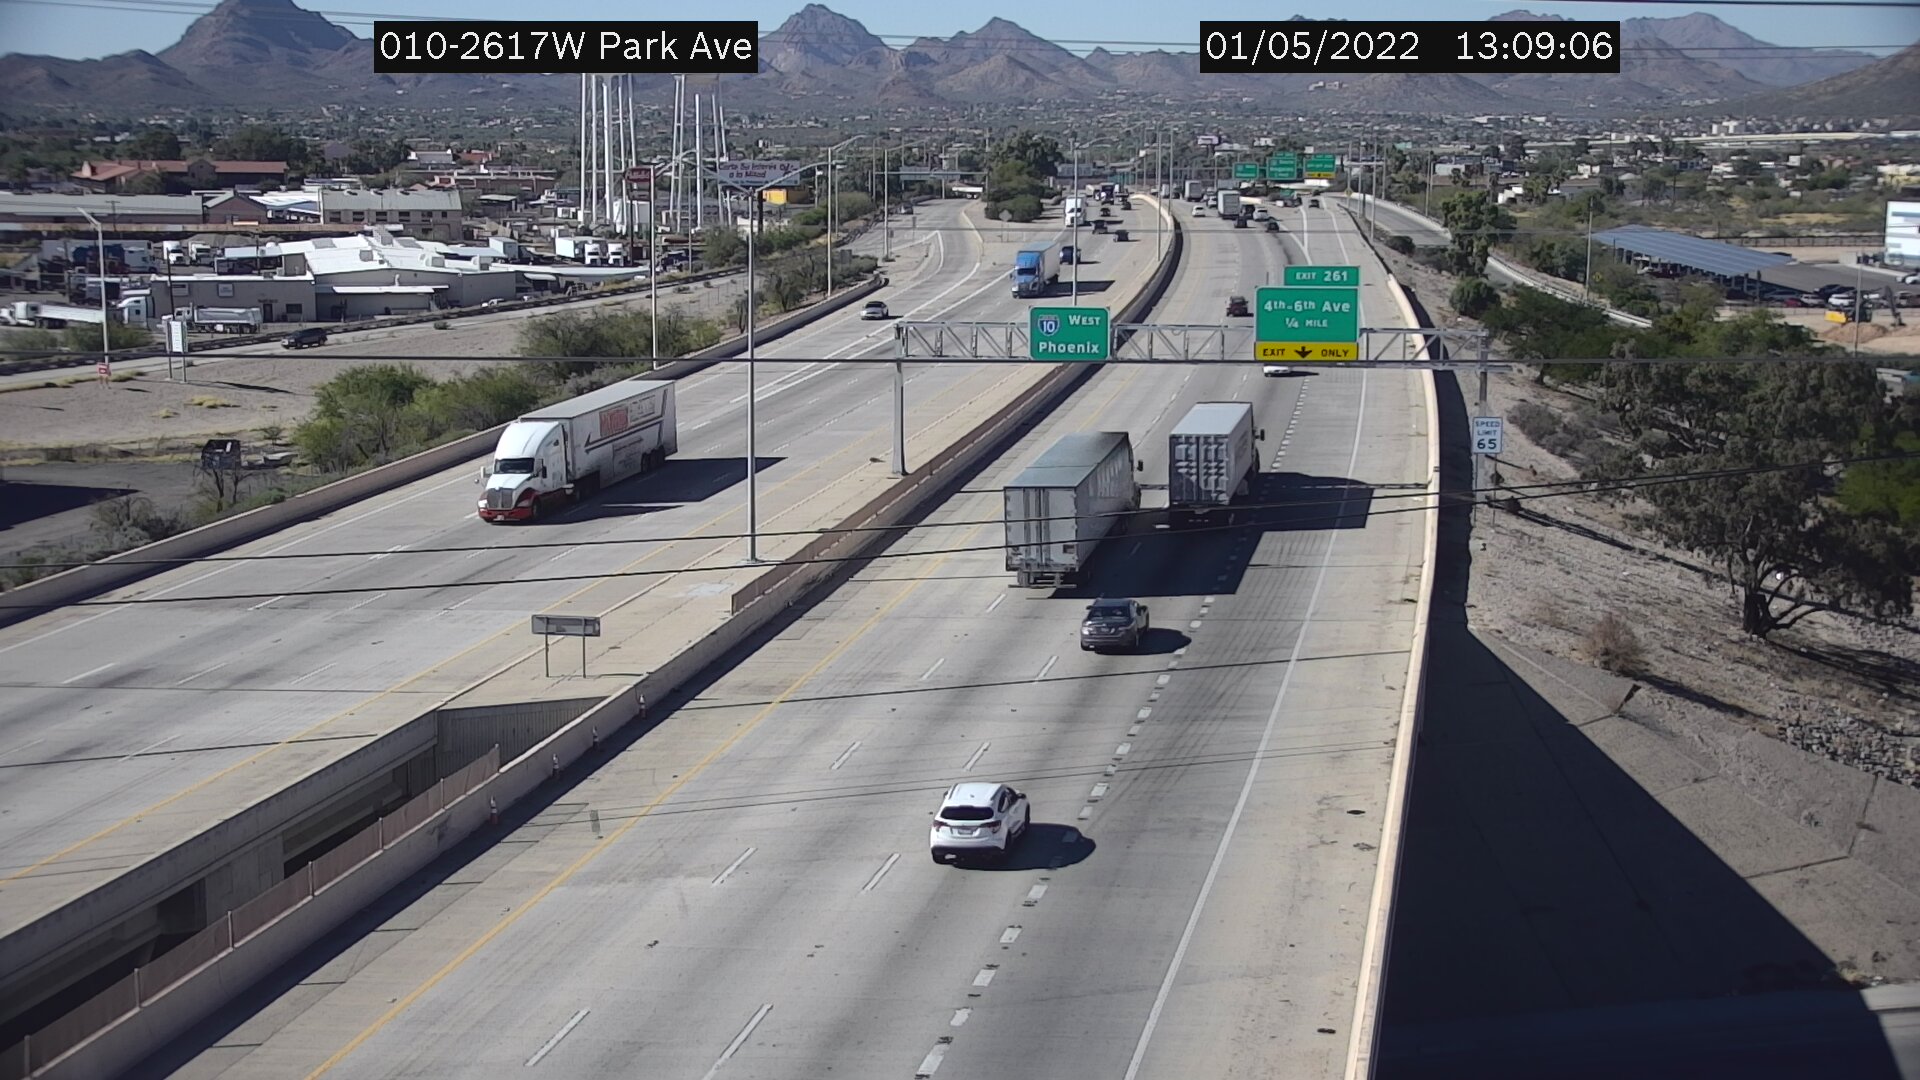 010-2617W Park Ave
01/05/2022 13:09:06
EXIT 261
4th-6th Ave
1/4 MILE
EXIT ONLY
10
WEST
Phoenix
SPEED
LIMIT
65